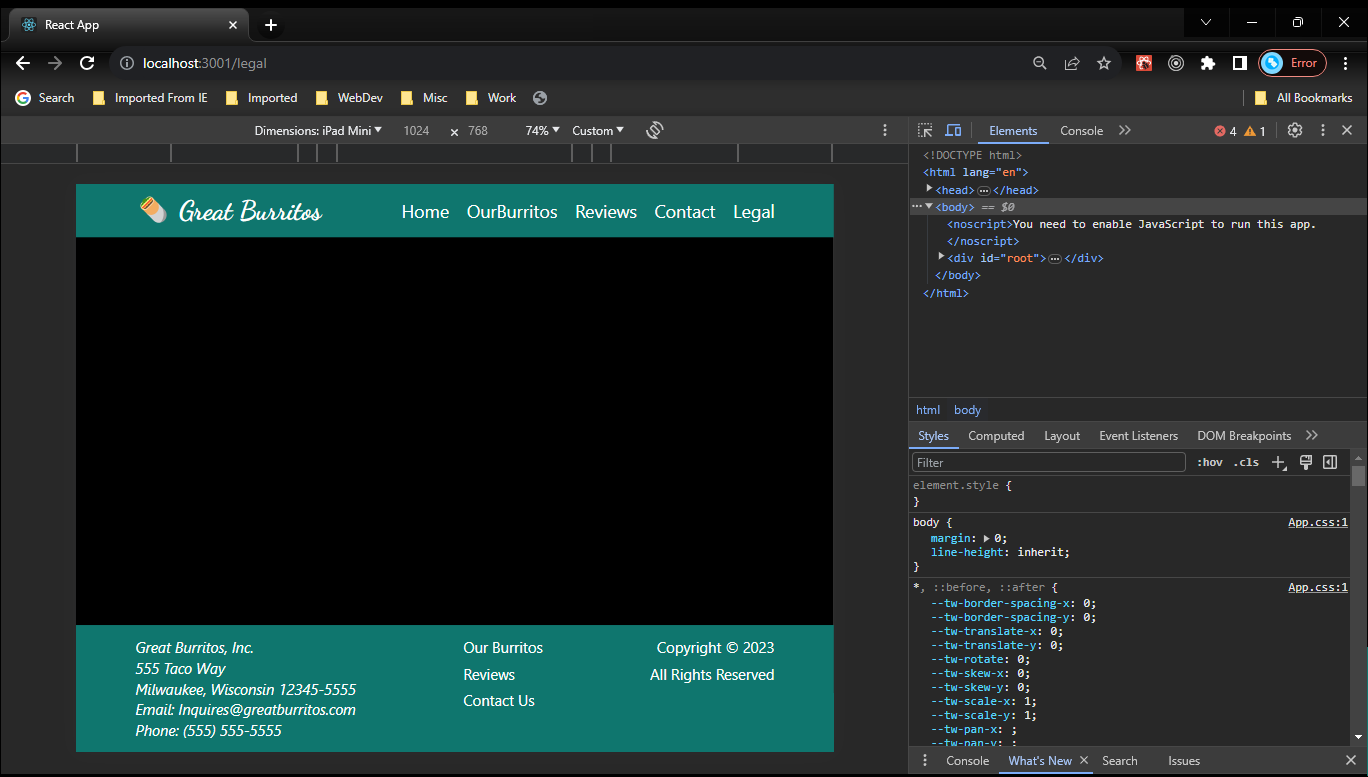 React App
localhost:3001/legal
Error
Search Imported From IE Imported WebDev Misc Work All Bookmarks
Dimensions: iPad Mini 1024 × 768 74% Custom
Great Burritos Home OurBurritos Reviews Contact Legal
Great Burritos, Inc.
555 Taco Way
Milwaukee, Wisconsin 12345-5555
Email: Inquires@greatburritos.com
Phone: (555) 555-5555
Our Burritos
Reviews
Contact Us
Copyright © 2023
All Rights Reserved
Elements Console 4 1
<!DOCTYPE html>
<html lang="en">
<head>…</head>
<body> == $0
<noscript>You need to enable JavaScript to run this app.
</noscript>
<div id="root">…</div>
</body>
</html>
html body
Styles Computed Layout Event Listeners DOM Breakpoints
Filter :hov .cls
element.style {
}
body { App.css:1
margin: 0;
line-height: inherit;
}
*, ::before, ::after { App.css:1
--tw-border-spacing-x: 0;
--tw-border-spacing-y: 0;
--tw-translate-x: 0;
--tw-translate-y: 0;
--tw-rotate: 0;
--tw-skew-x: 0;
--tw-skew-y: 0;
--tw-scale-x: 1;
--tw-scale-y: 1;
--tw-pan-x: ;
--tw-pan-y: ;
Console What's New Search Issues